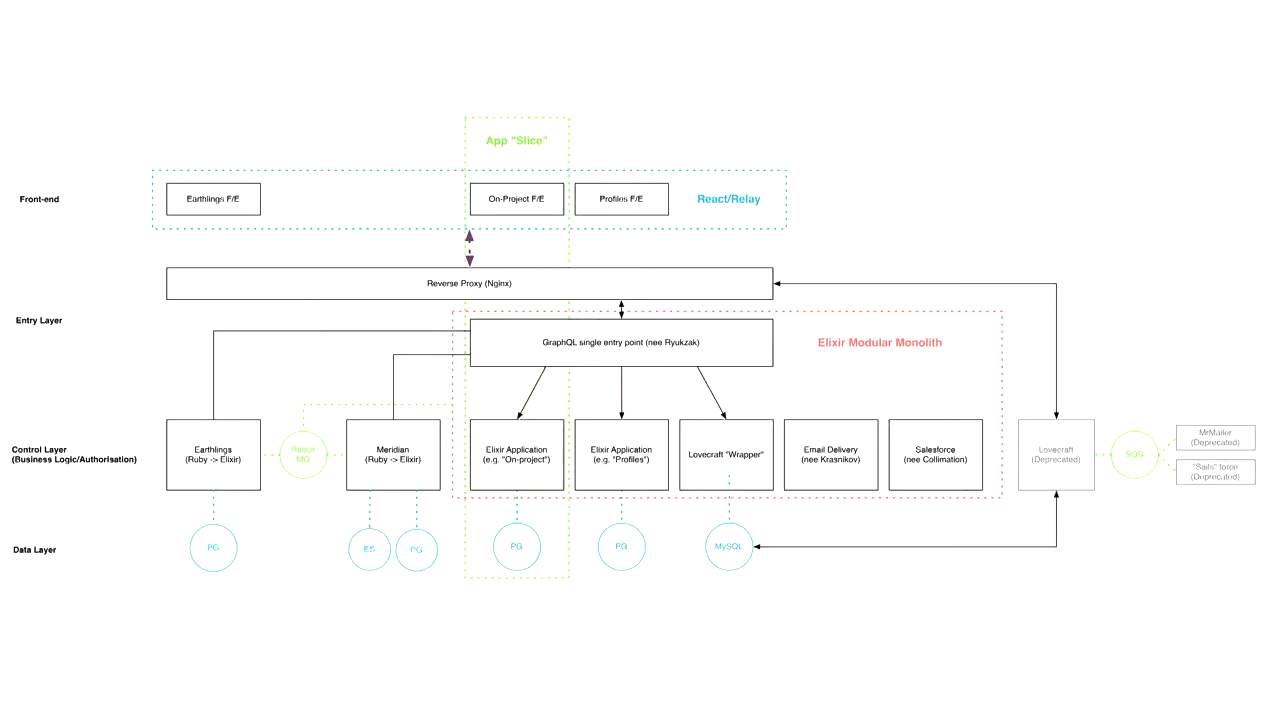 App "Slice"
Front-end
Earthlings F/E
On-Project F/E
Profiles F/E
React/Relay
Reverse Proxy (Nginx)
Entry Layer
GraphQL single entry point (nee Ryukzak)
Elixir Modular Monolith
Control Layer
(Business Logic/Authorisation)
Earthlings
(Ruby -> Elixir)
Rabbit
MG
Meridian
(Ruby -> Elixir)
Elixir Application
(e.g. "On-project")
Elixir Application
(e.g. "Profiles")
Lovecraft "Wrapper"
Email Delivery
(nee Krasnikov)
Salesforce
(nee Collimation)
Lovecraft
(Deprecated)
SQS
MrMailer
(Deprecated)
"Sails" force
(Deprecated)
Data Layer
PG
ES
PG
PG
PG
MySQL